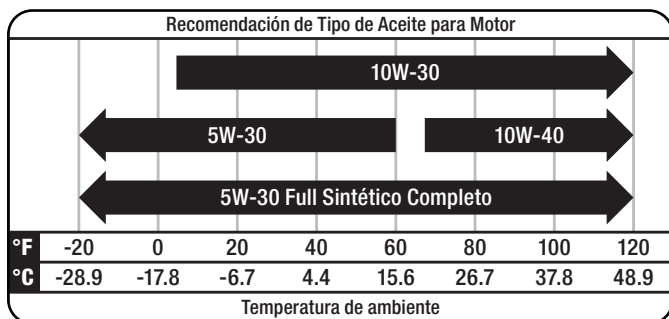 Recomendación de Tipo de Aceite para Motor
10W-30
5W-30 10W-40
5W-30 Full Sintético Completo
°F -20 0 20 40 60 80 100 120
°C -28.9 -17.8 -6.7 4.4 15.6 26.7 37.8 48.9
Temperatura de ambiente